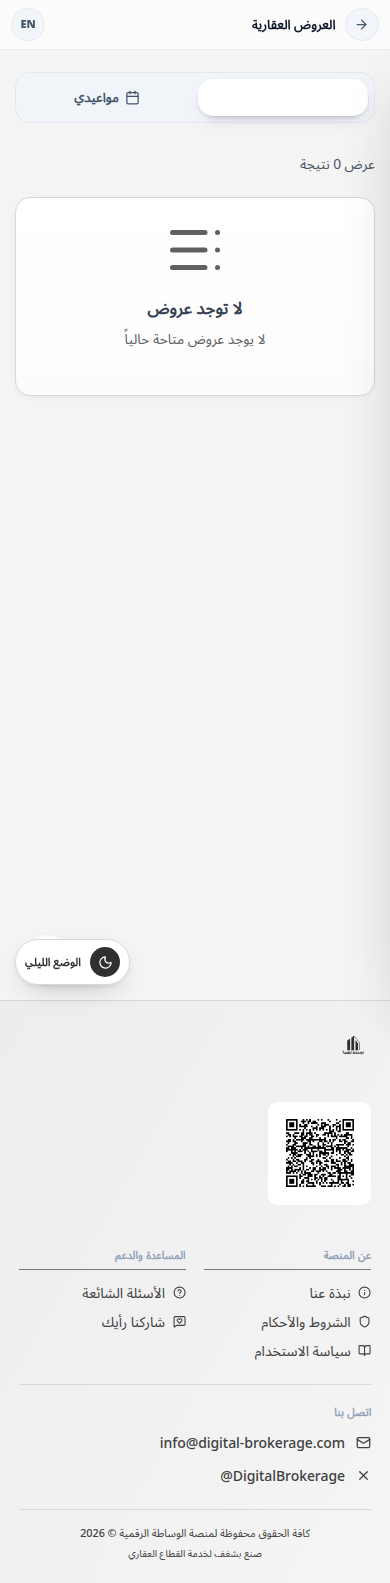 العروض العقارية
EN
مواعيدي
عرض 0 نتيجة
لا توجد عروض
لا يوجد عروض متاحة حالياً
الوضع الليلي
عن المنصة
نبذة عنا
الشروط والأحكام
سياسة الاستخدام
المساعدة والدعم
الأسئلة الشائعة
شاركنا رأيك
اتصل بنا
info@digital-brokerage.com
@DigitalBrokerage
كافة الحقوق محفوظة لمنصة الوساطة الرقمية © 2026
صنع بشغف لخدمة القطاع العقاري